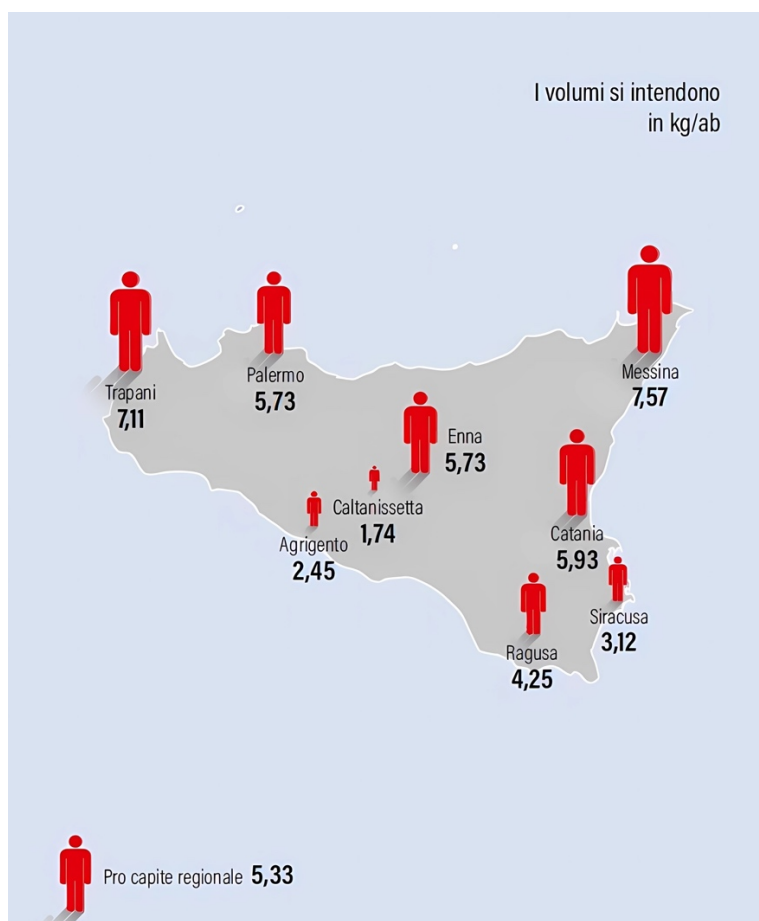 I volumi si intendono
in kg/ab
Trapani
7,11
Palermo
5,73
Messina
7,57
Enna
5,73
Caltanissetta
1,74
Agrigento
2,45
Catania
5,93
Siracusa
3,12
Ragusa
4,25
Pro capite regionale 5,33